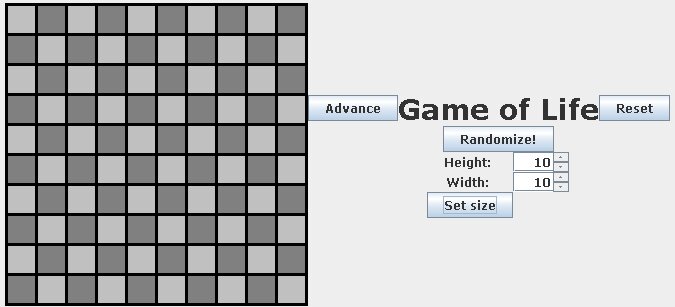 Advance Game of Life Reset
Randomize!
Height: 10
Width: 10
Set size